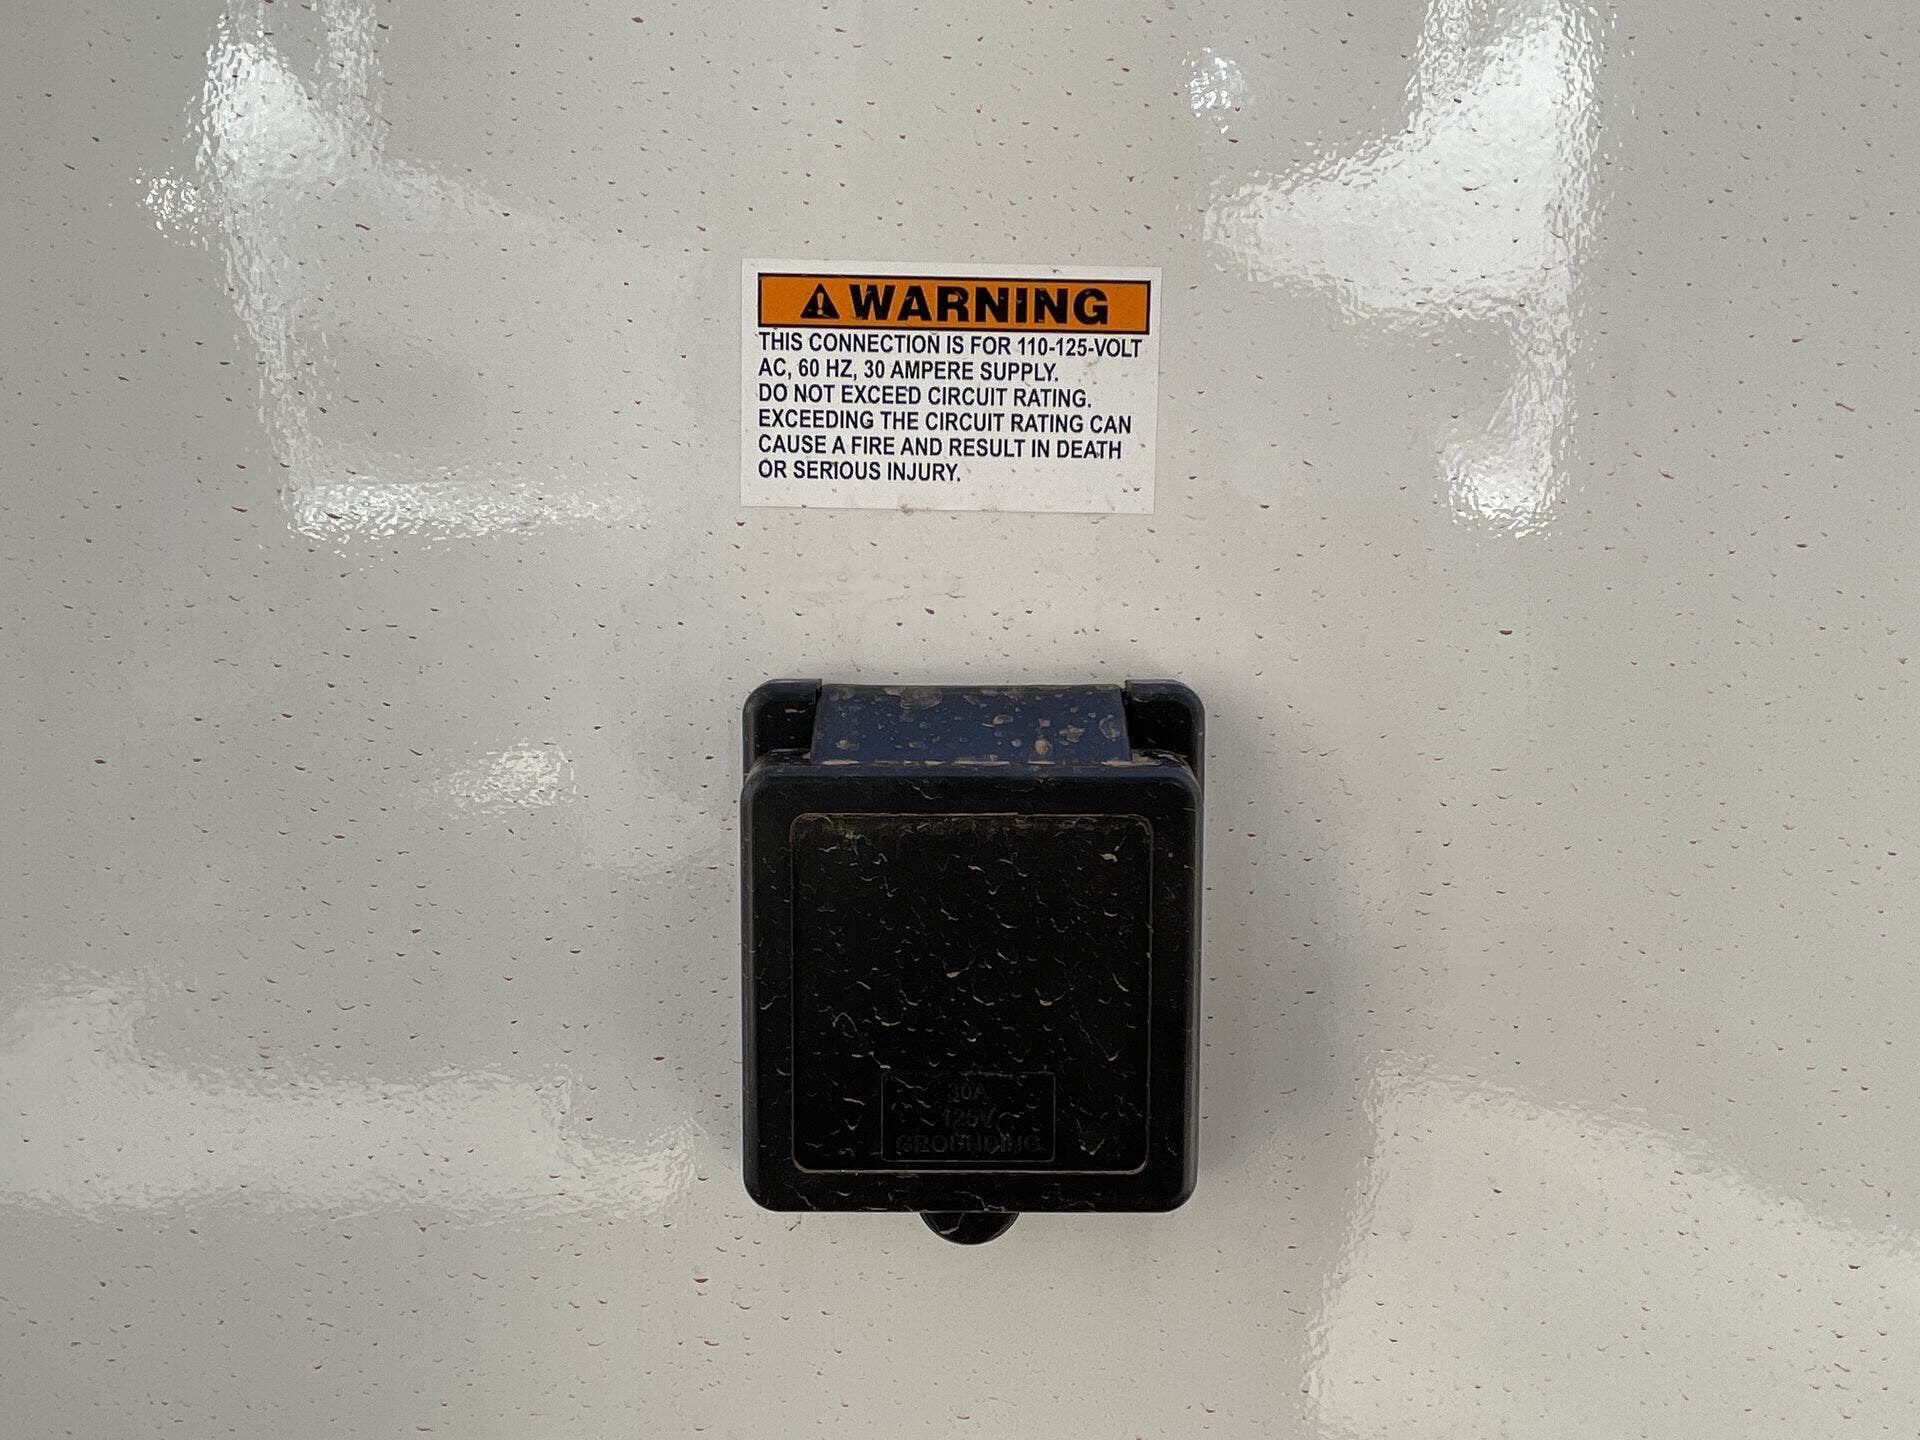 WARNING
THIS CONNECTION IS FOR 110-125-VOLT
AC, 60 HZ, 30 AMPERE SUPPLY.
DO NOT EXCEED CIRCUIT RATING.
EXCEEDING THE CIRCUIT RATING CAN
CAUSE A FIRE AND RESULT IN DEATH
OR SERIOUS INJURY.
30A
125V
GROUNDING